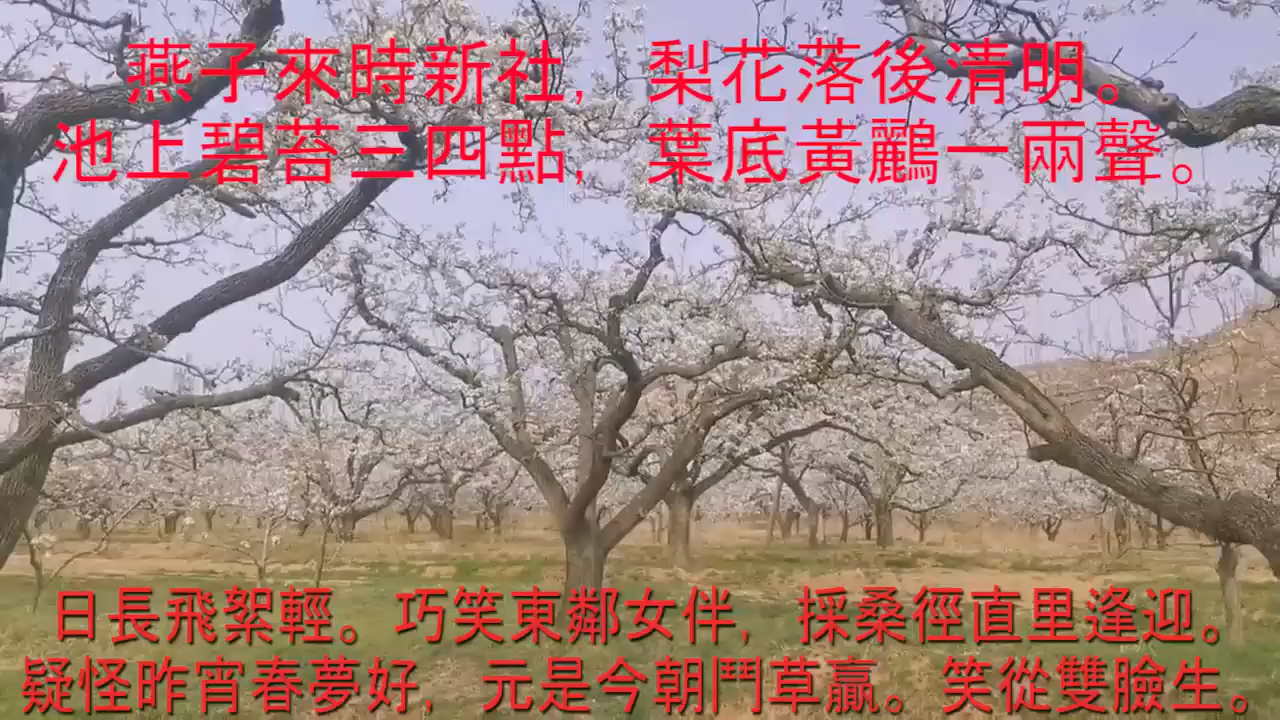 燕子來時新社，梨花落後清明。
池上碧苔三四點，葉底黃鸝一兩聲。
日長飛絮輕。巧笑東鄰女伴，採桑徑直里逢迎。
疑怪昨宵春夢好，元是今朝鬥草贏。笑從雙臉生。